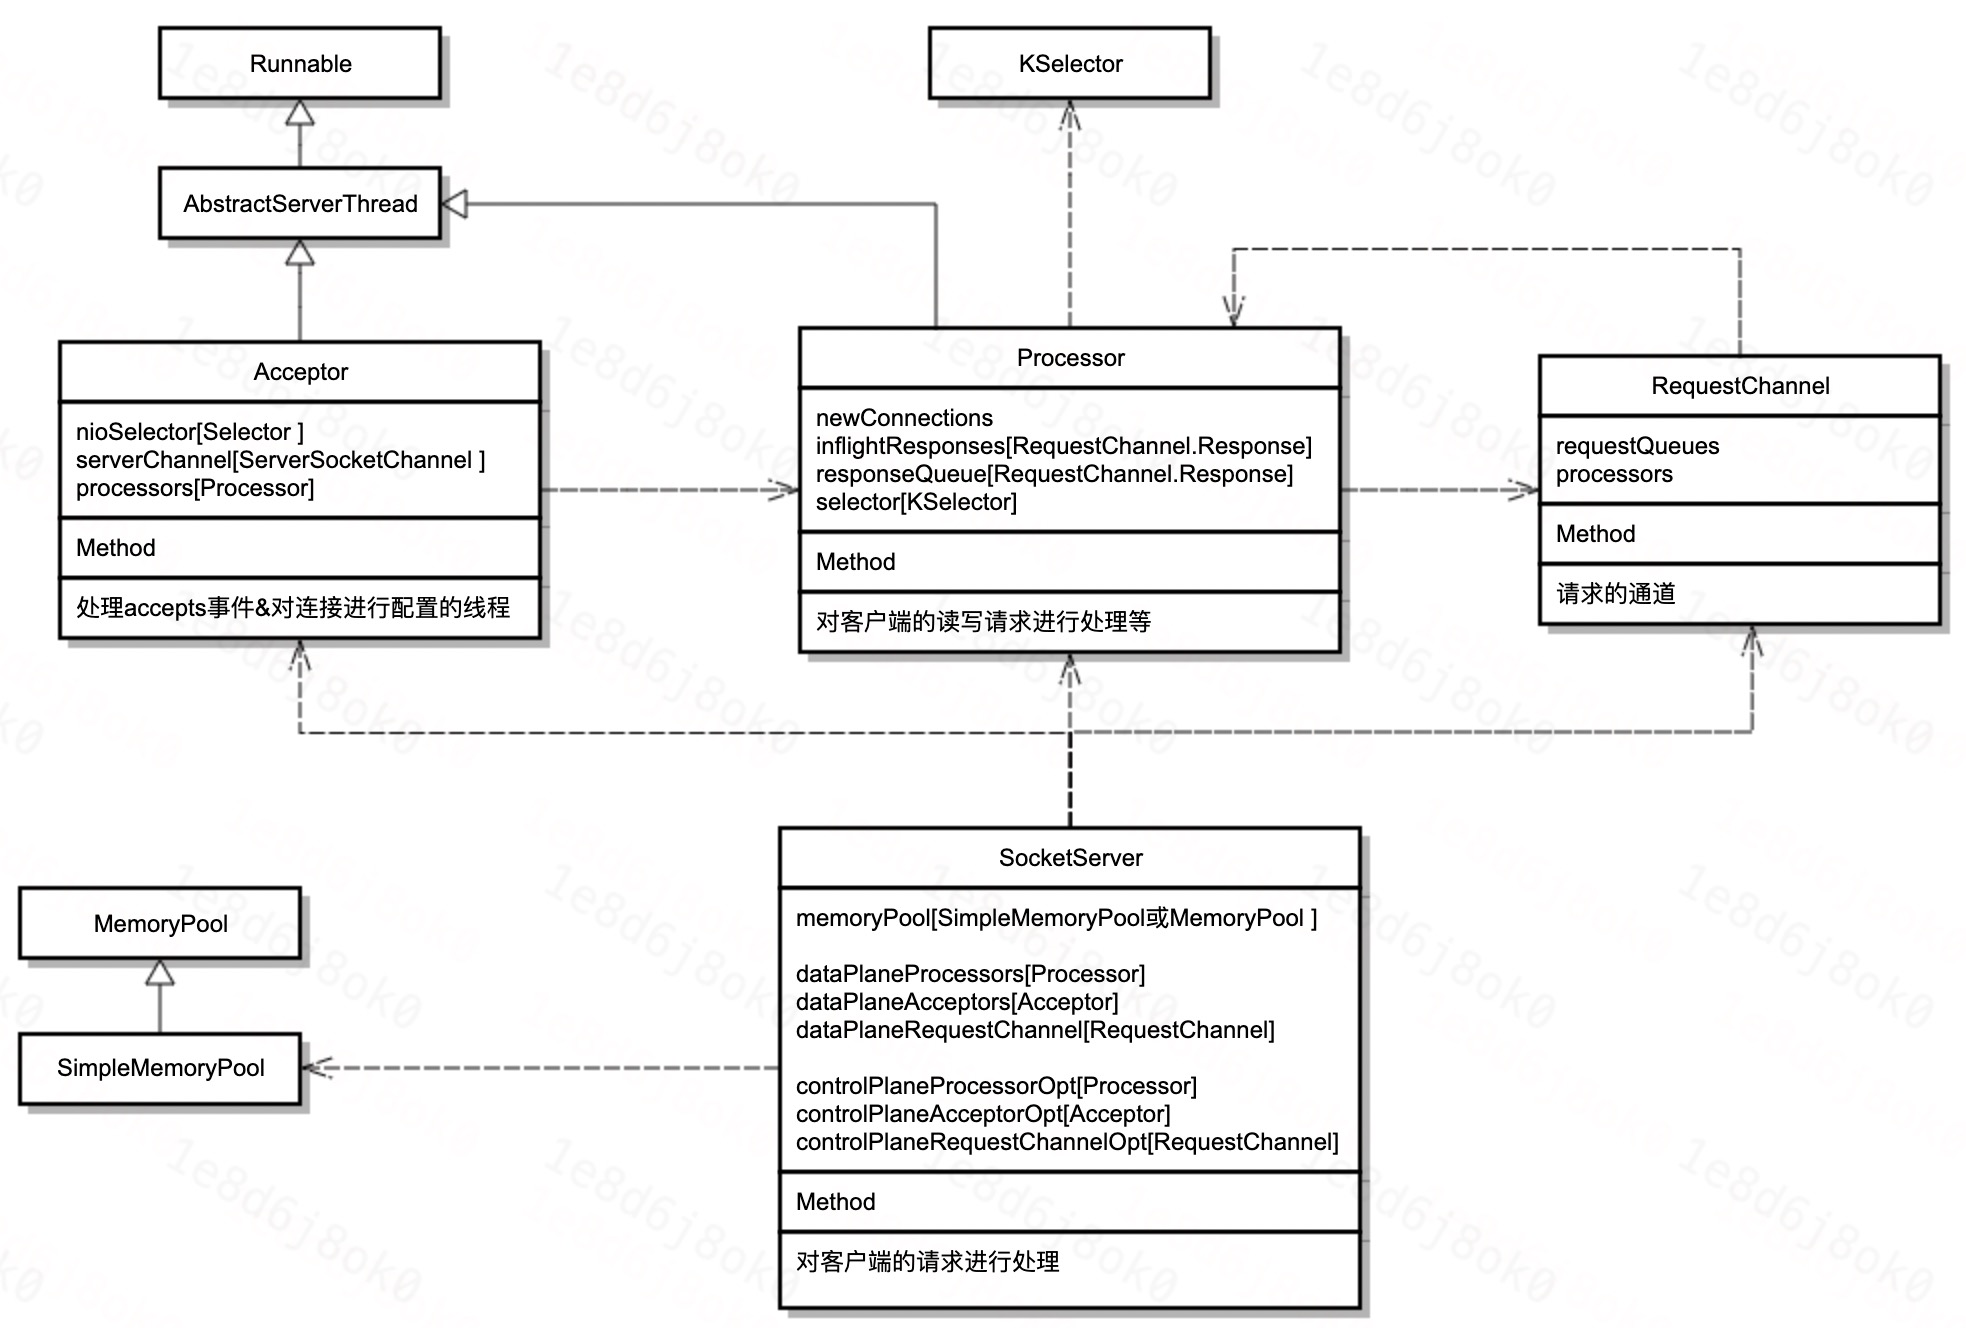 Runnable
KSelector
AbstractServerThread
Acceptor
nioSelector[Selector ]
serverChannel[ServerSocketChannel ]
processors[Processor]
Method
处理accepts事件&对连接进行配置的线程
Processor
newConnections
inflightResponses[RequestChannel.Response]
responseQueue[RequestChannel.Response]
selector[KSelector]
Method
对客户端的读写请求进行处理等
RequestChannel
requestQueues
processors
Method
请求的通道
MemoryPool
SimpleMemoryPool
SocketServer
memoryPool[SimpleMemoryPool或MemoryPool ]
dataPlaneProcessors[Processor]
dataPlaneAcceptors[Acceptor]
dataPlaneRequestChannel[RequestChannel]
controlPlaneProcessorOpt[Processor]
controlPlaneAcceptorOpt[Acceptor]
controlPlaneRequestChannelOpt[RequestChannel]
Method
对客户端的请求进行处理
1e8d6j8ok0